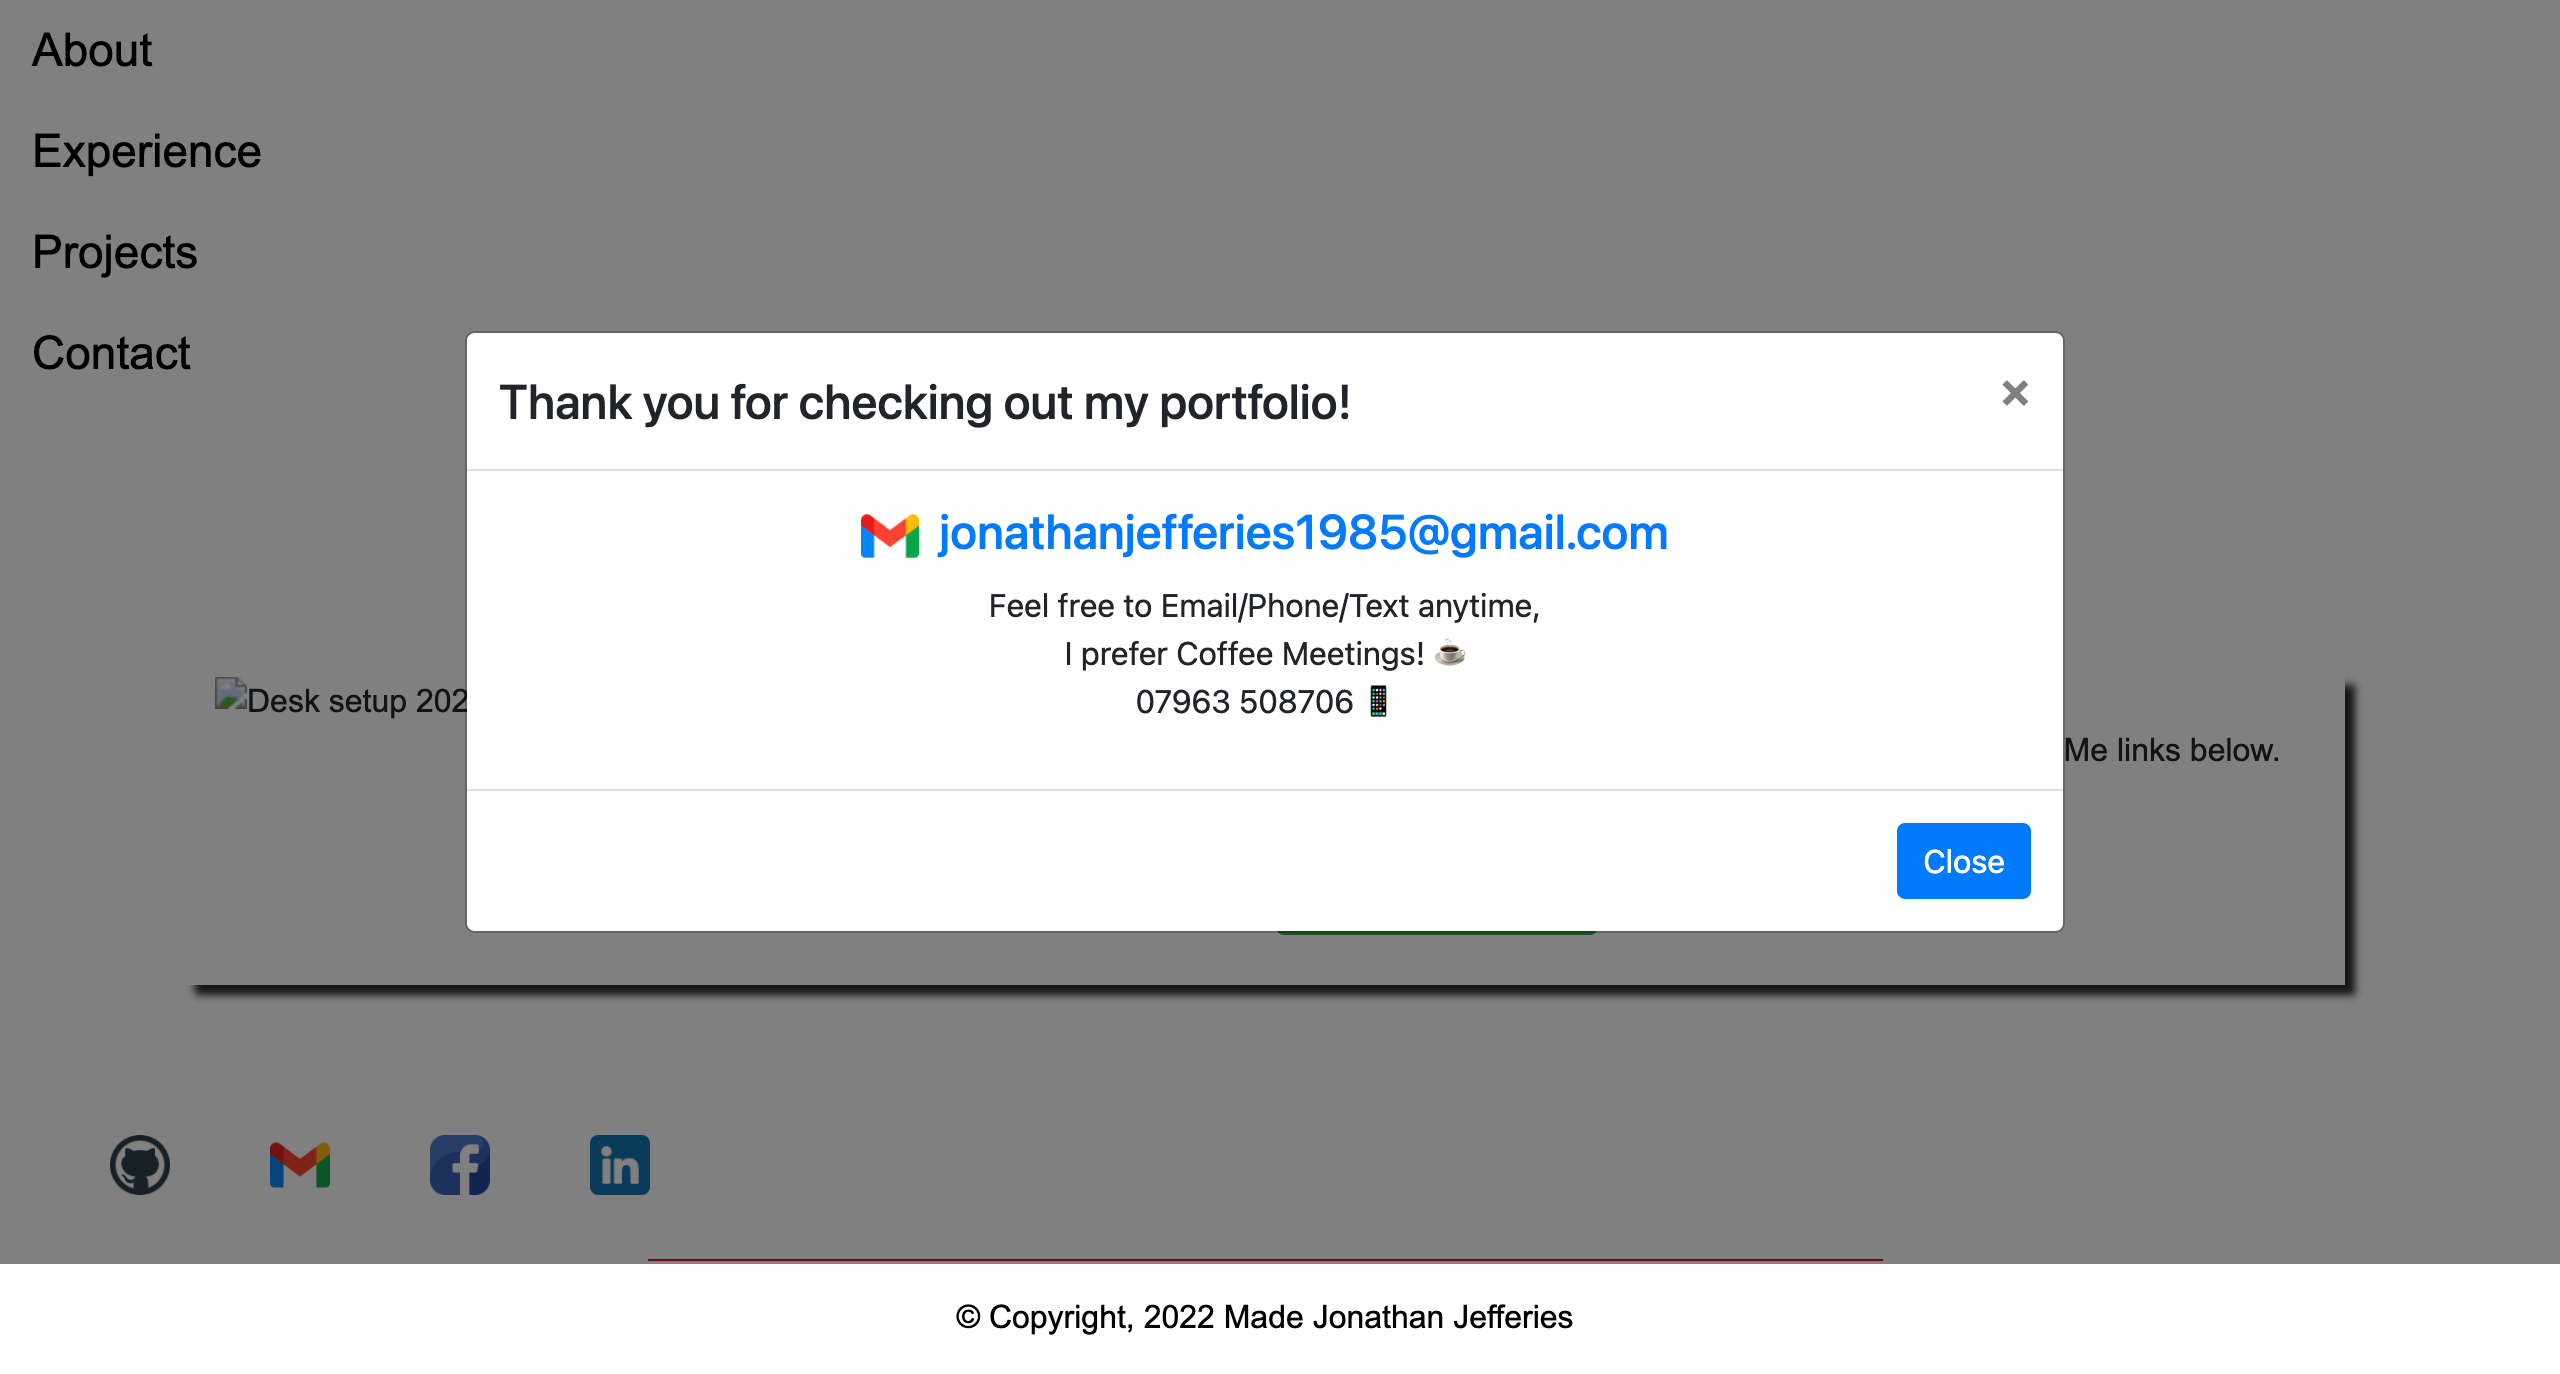 About
Experience
Projects
Contact
Thank you for checking out my portfolio!
×
jonathanjefferies1985@gmail.com
Feel free to Email/Phone/Text anytime,
I prefer Coffee Meetings! ☕
07963 508706 📱
Desk setup 202
Me links below.
Close
© Copyright, 2022 Made Jonathan Jefferies